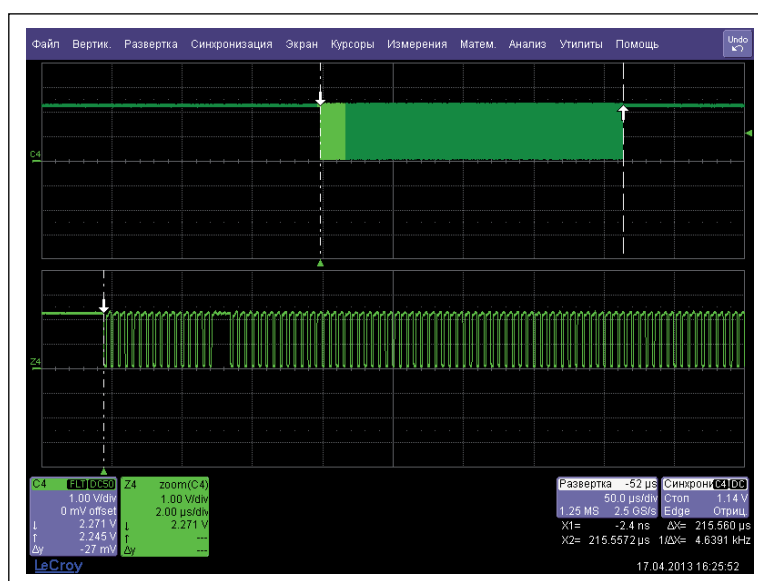 Файл Вертик. Развертка Синхронизация Экран Курсоры Измерения Матем. Анализ Утилиты Помощь Undo
C4
Z4
C4 FLT DC50
1.00 V/div
0 mV offset
↓ 2.271 V
↑ 2.245 V
Δy -27 mV
Z4 zoom(C4)
1.00 V/div
2.00 µs/div
↓ 2.271 V
↑ ---
Δy ---
Развертка -52 µs
50.0 µs/div
1.25 MS 2.5 GS/s
Синхрони C4 DC
Стоп 1.14 V
Edge Отриц.
X1= -2.4 ns ΔX= 215.560 µs
X2= 215.5572 µs 1/ΔX= 4.6391 kHz
LeCroy
17.04.2013 16:25:52